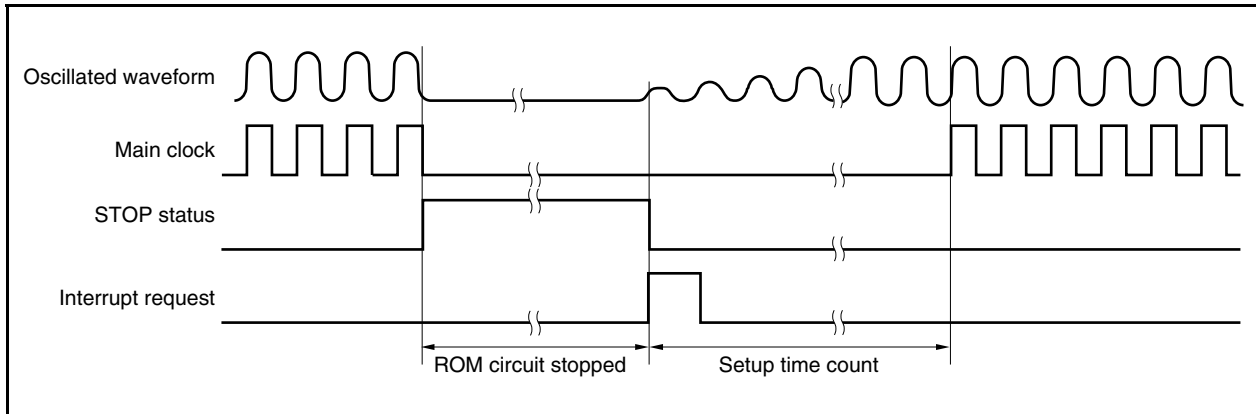 Oscillated waveform
Main clock
STOP status
Interrupt request
ROM circuit stopped
Setup time count